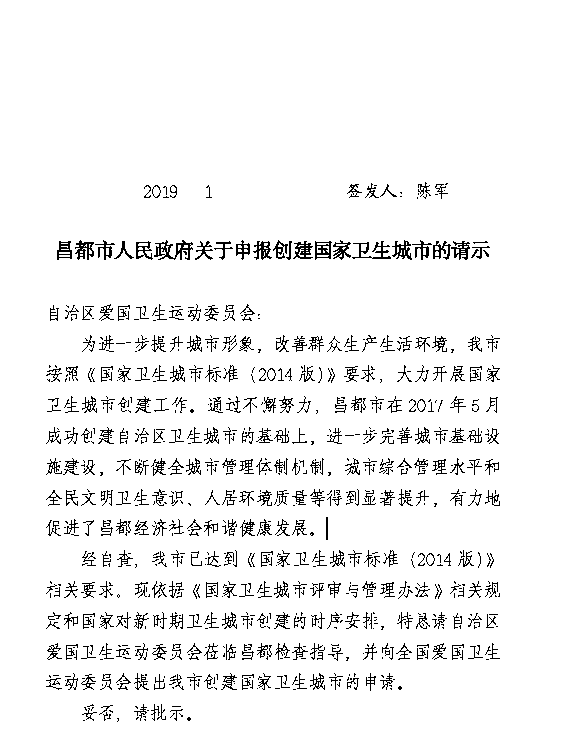 2019 1 签发人：陈军
昌都市人民政府关于申报创建国家卫生城市的请示
自治区爱国卫生运动委员会：
为进一步提升城市形象，改善群众生产生活环境，我市
按照《国家卫生城市标准（2014 版）》要求，大力开展国家
卫生城市创建工作。通过不懈努力，昌都市在 2017 年 5 月
成功创建自治区卫生城市的基础上，进一步完善城市基础设
施建设，不断健全城市管理体制机制，城市综合管理水平和
全民文明卫生意识、人居环境质量等得到显著提升，有力地
促进了昌都经济社会和谐健康发展。
经自查，我市已达到《国家卫生城市标准（2014 版）》
相关要求。现依据《国家卫生城市评审与管理办法》相关规
定和国家对新时期卫生城市创建的时序安排，特恳请自治区
爱国卫生运动委员会莅临昌都检查指导，并向全国爱国卫生
运动委员会提出我市创建国家卫生城市的申请。
妥否，请批示。